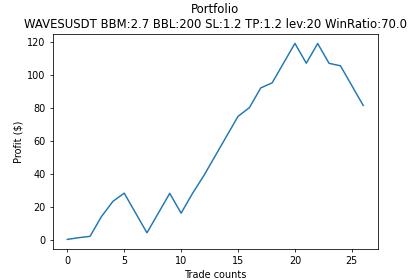 Portfolio
WAVESUSDT BBM:2.7 BBL:200 SL:1.2 TP:1.2 lev:20 WinRatio:70.0
120
100
80
60
40
20
0
Profit ($)
0 5 10 15 20 25
Trade counts